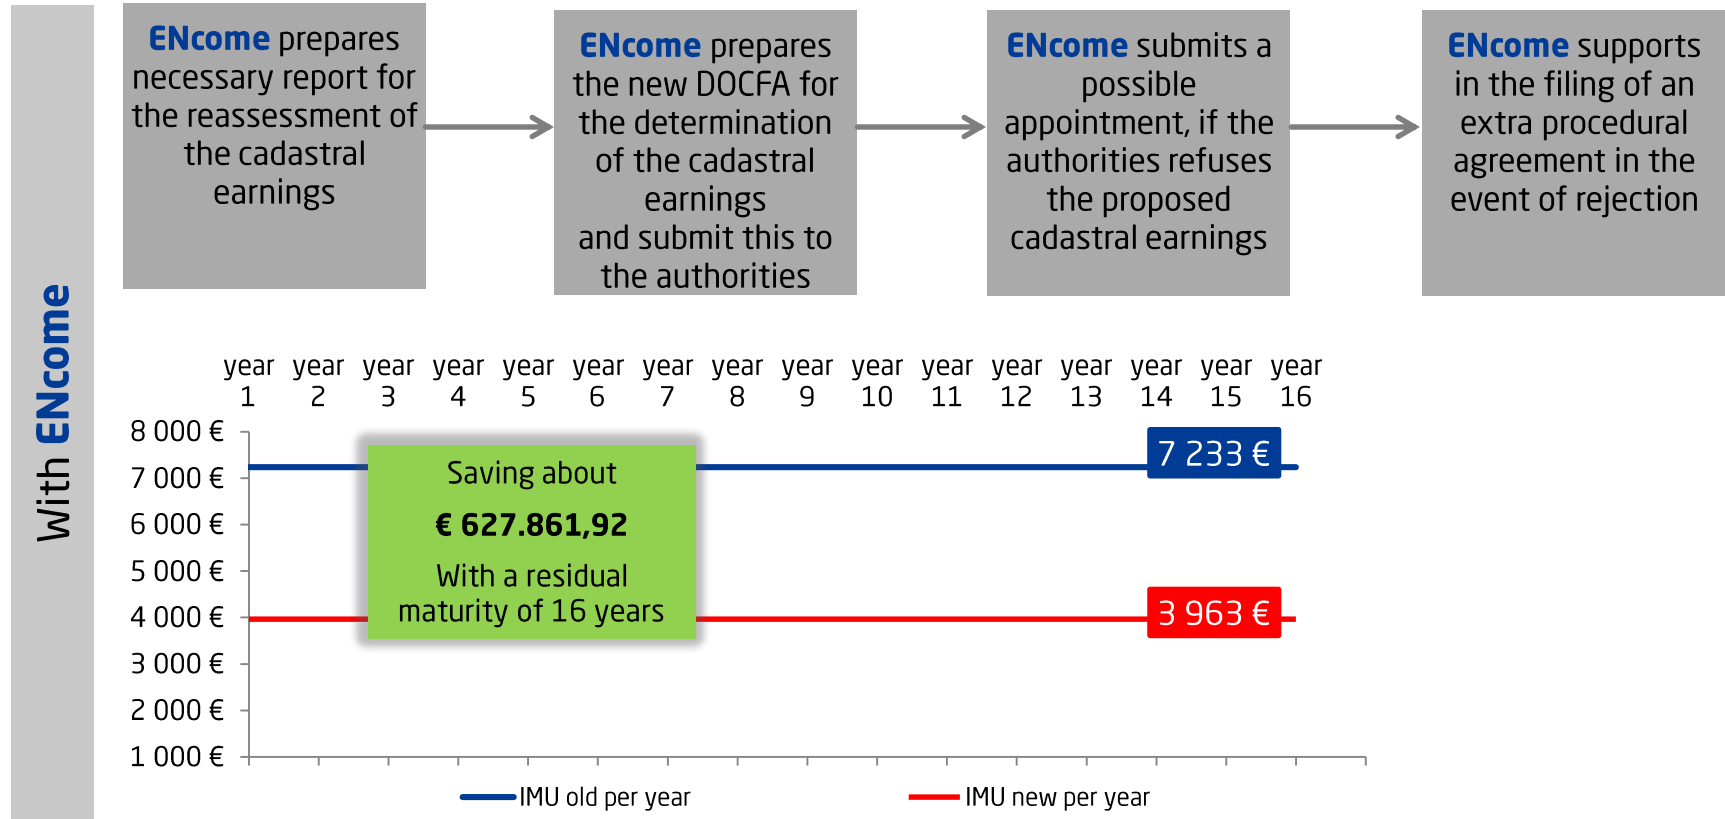 With ENcome
ENcome prepares
necessary report for
the reassessment of
the cadastral
earnings
ENcome prepares
the new DOCFA for
the determination
of the cadastral
earnings
and submit this to
the authorities
ENcome submits a
possible
appointment, if the
authorities refuses
the proposed
cadastral earnings
ENcome supports
in the filing of an
extra procedural
agreement in the
event of rejection
year year year year year year year year year year year year year year year year
1 2 3 4 5 6 7 8 9 10 11 12 13 14 15 16
8 000 €
7 000 €
6 000 €
5 000 €
4 000 €
3 000 €
2 000 €
1 000 €
Saving about
€ 627.861,92
With a residual
maturity of 16 years
7 233 €
3 963 €
IMU old per year
IMU new per year